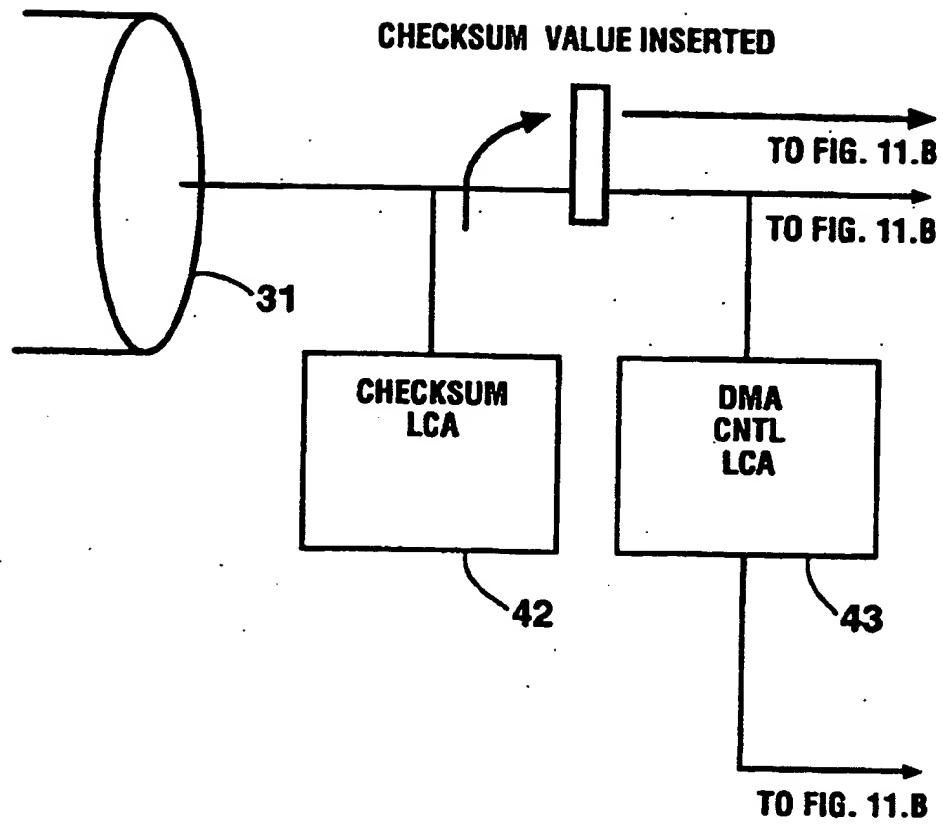 CHECKSUM VALUE INSERTED
TO FIG. 11.B
TO FIG. 11.B
31
CHECKSUM
LCA
DMA
CNTL
LCA
42
43
TO FIG. 11.B